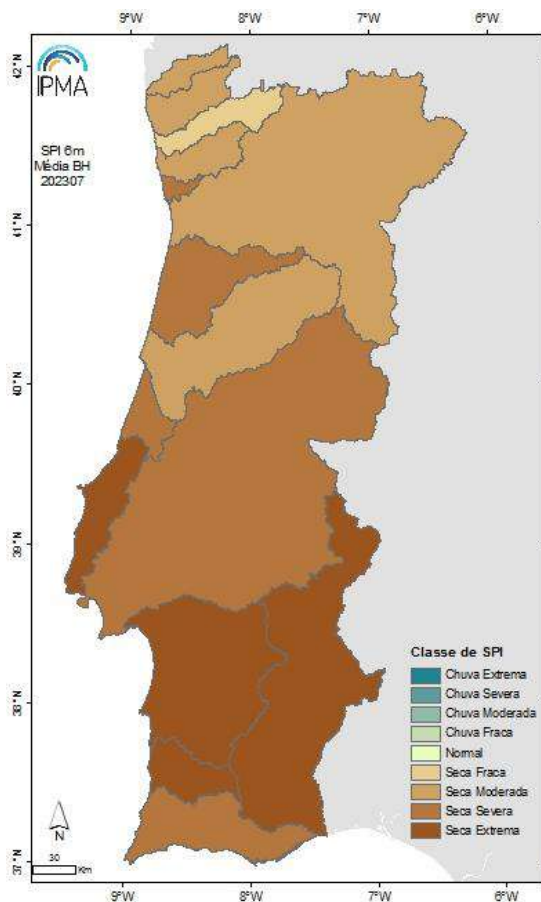 9°W 8°W 7°W 6°W
IPMA
SPI 6m
Média BH
202307
42°N
41°N
40°N
39°N
38°N
37°N
Classe de SPI
Chuva Extrema
Chuva Severa
Chuva Moderada
Chuva Fraca
Normal
Seca Fraca
Seca Moderada
Seca Severa
Seca Extrema
N
30
Km
9°W 8°W 7°W 6°W